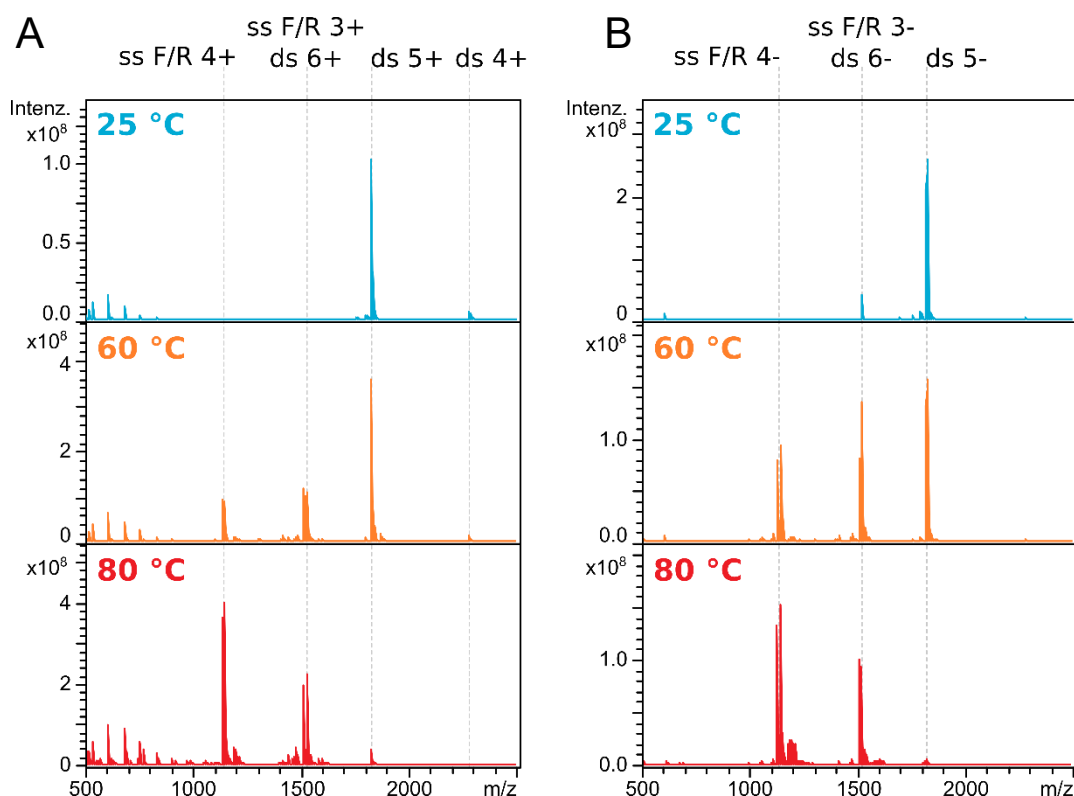 A
B
ss F/R 3+
ss F/R 3-
ss F/R 4+ ds 6+ ds 5+ ds 4+
ss F/R 4- ds 6- ds 5-
Intenz.
x10⁸
25 °C
1.0
0.5
0.0
x10⁸
60 °C
4
2
0
x10⁸
80 °C
4
2
0
500 1000 1500 2000 m/z
Intenz.
x10⁸
25 °C
2
0
x10⁸
60 °C
1.0
0.0
x10⁸
80 °C
1.0
0
500 1000 1500 2000 m/z